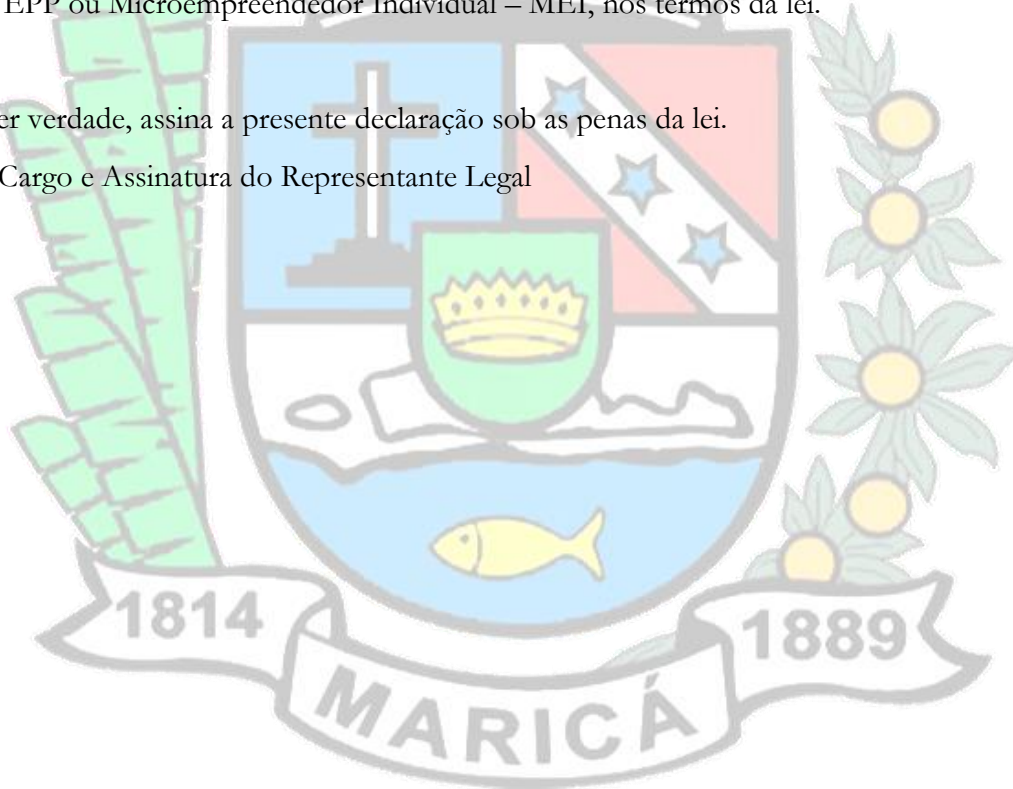 EPP ou Microempreendedor Individual – MEI, nos termos da lei.
er verdade, assina a presente declaração sob as penas da lei.
Cargo e Assinatura do Representante Legal
1814
1889
MARICÁ